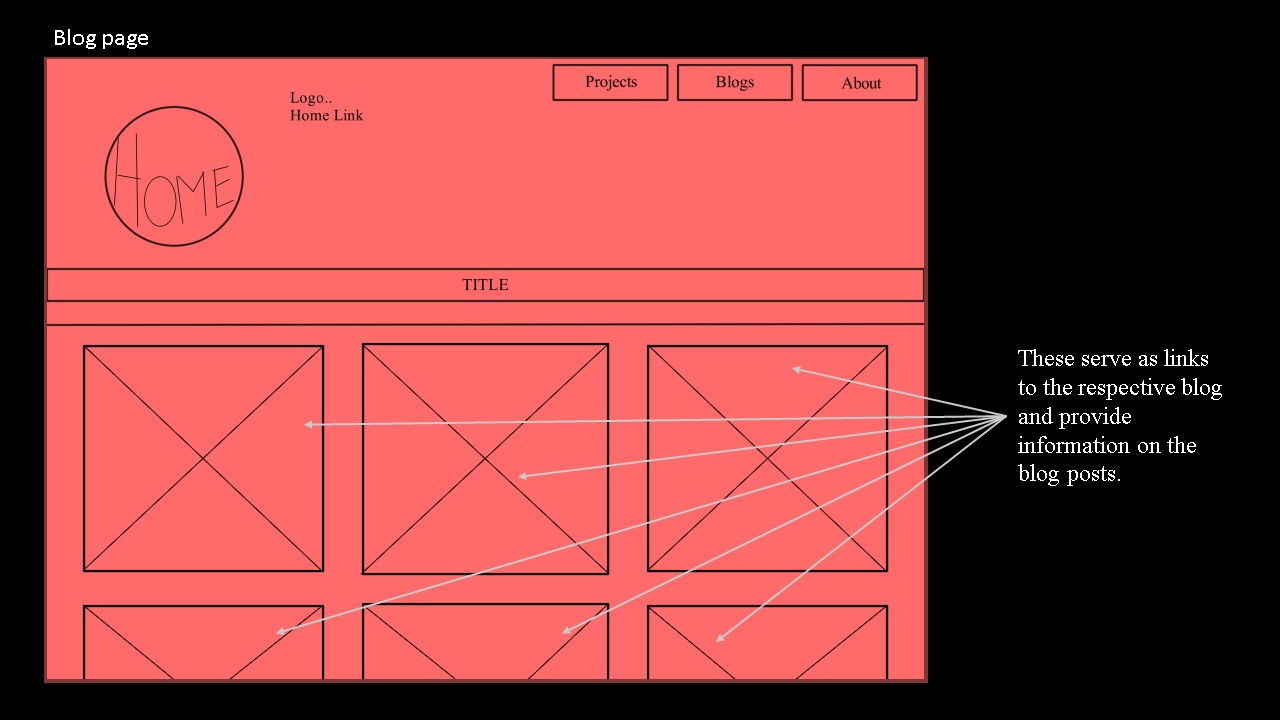 Blog page
Projects
Blogs
About
Logo..
Home Link
HOME
TITLE
These serve as links
to the respective blog
and provide
information on the
blog posts.